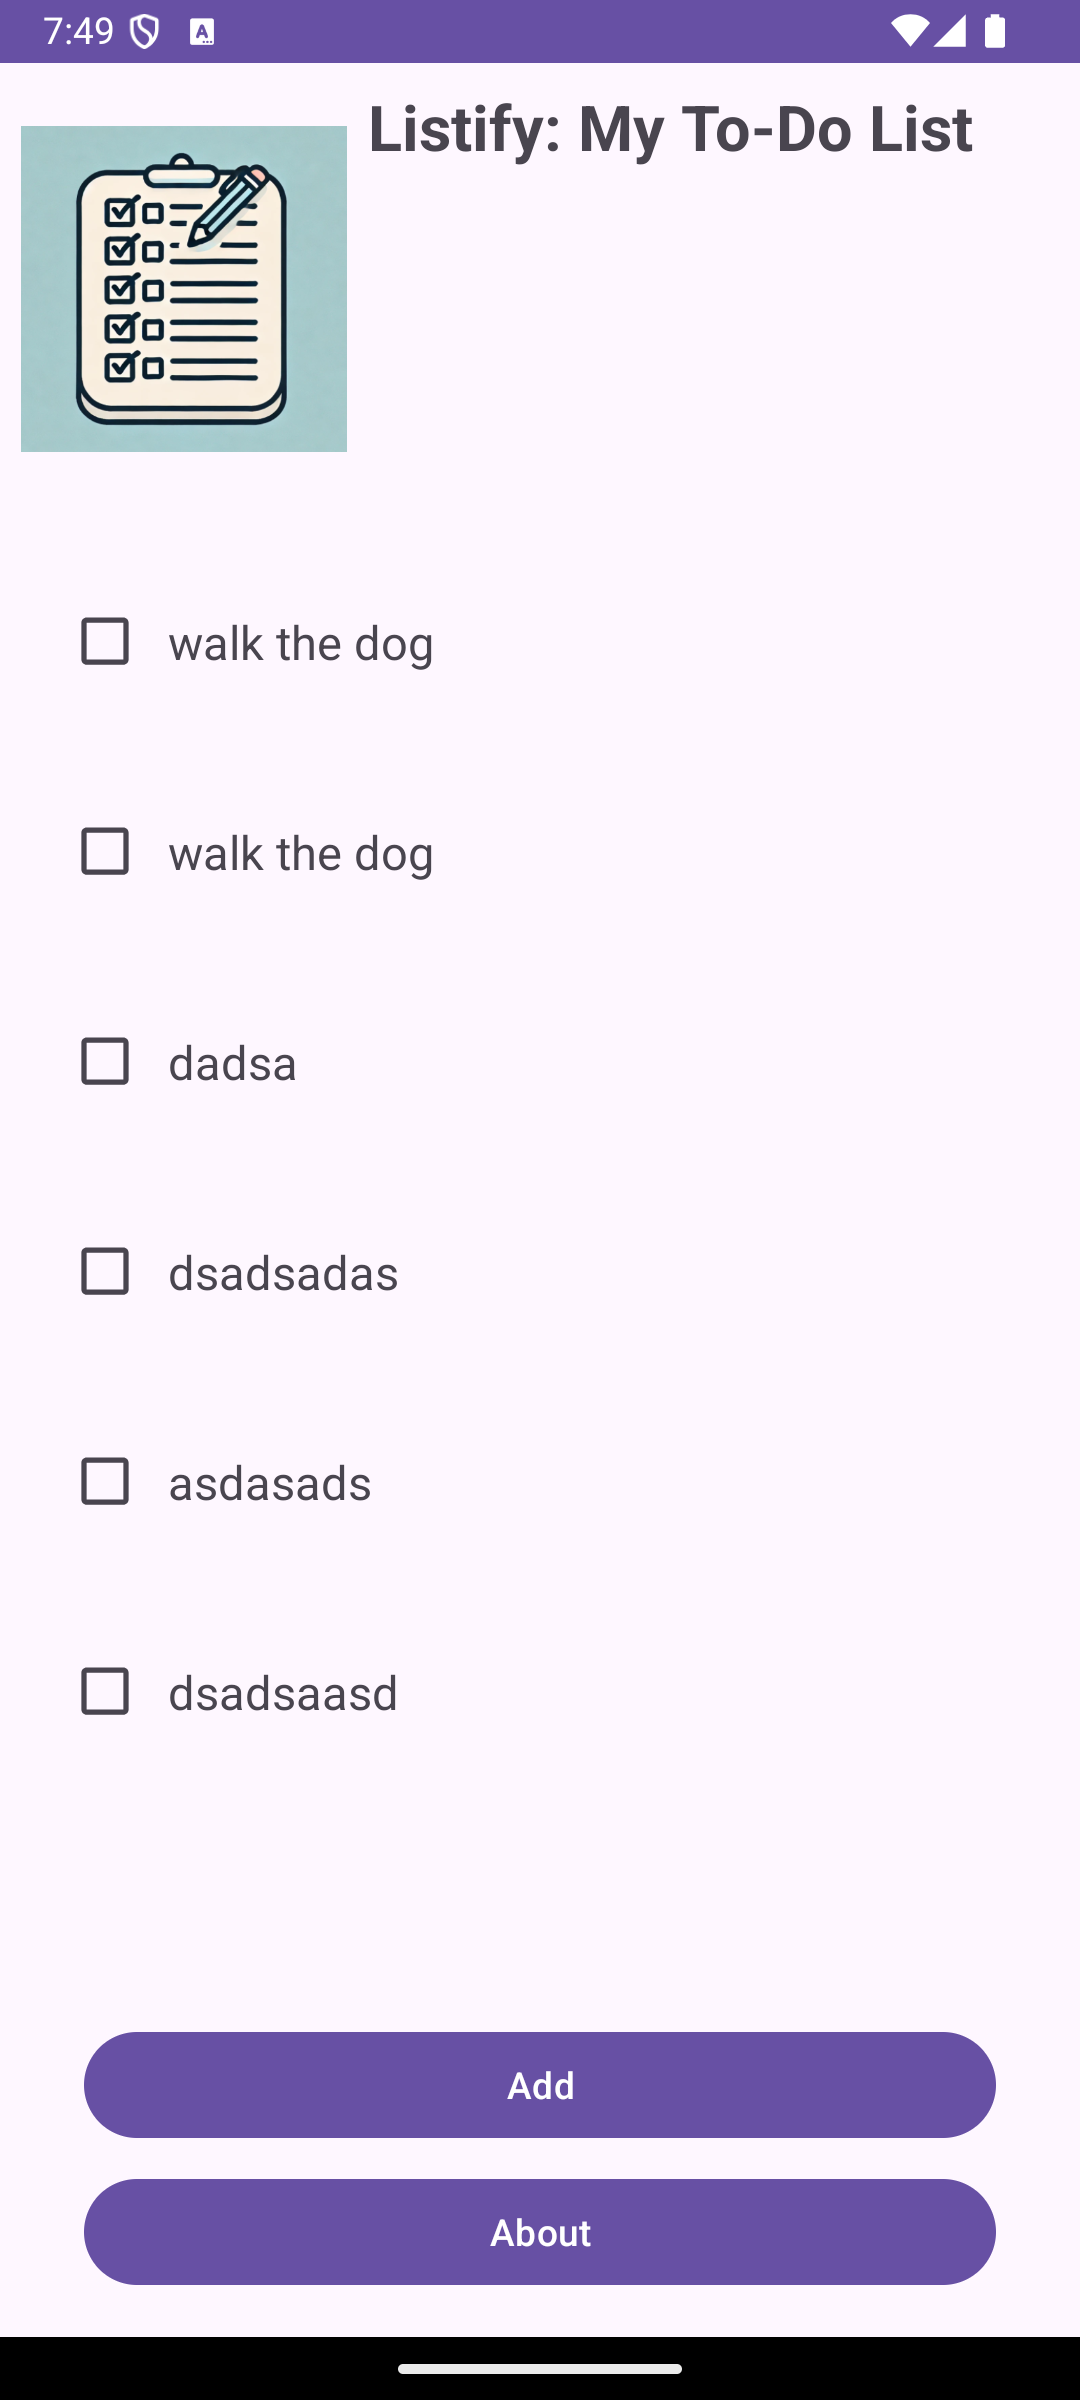 7:49
Listify: My To-Do List
walk the dog
walk the dog
dadsa
dsadsadas
asdasads
dsadsaasd
Add
About